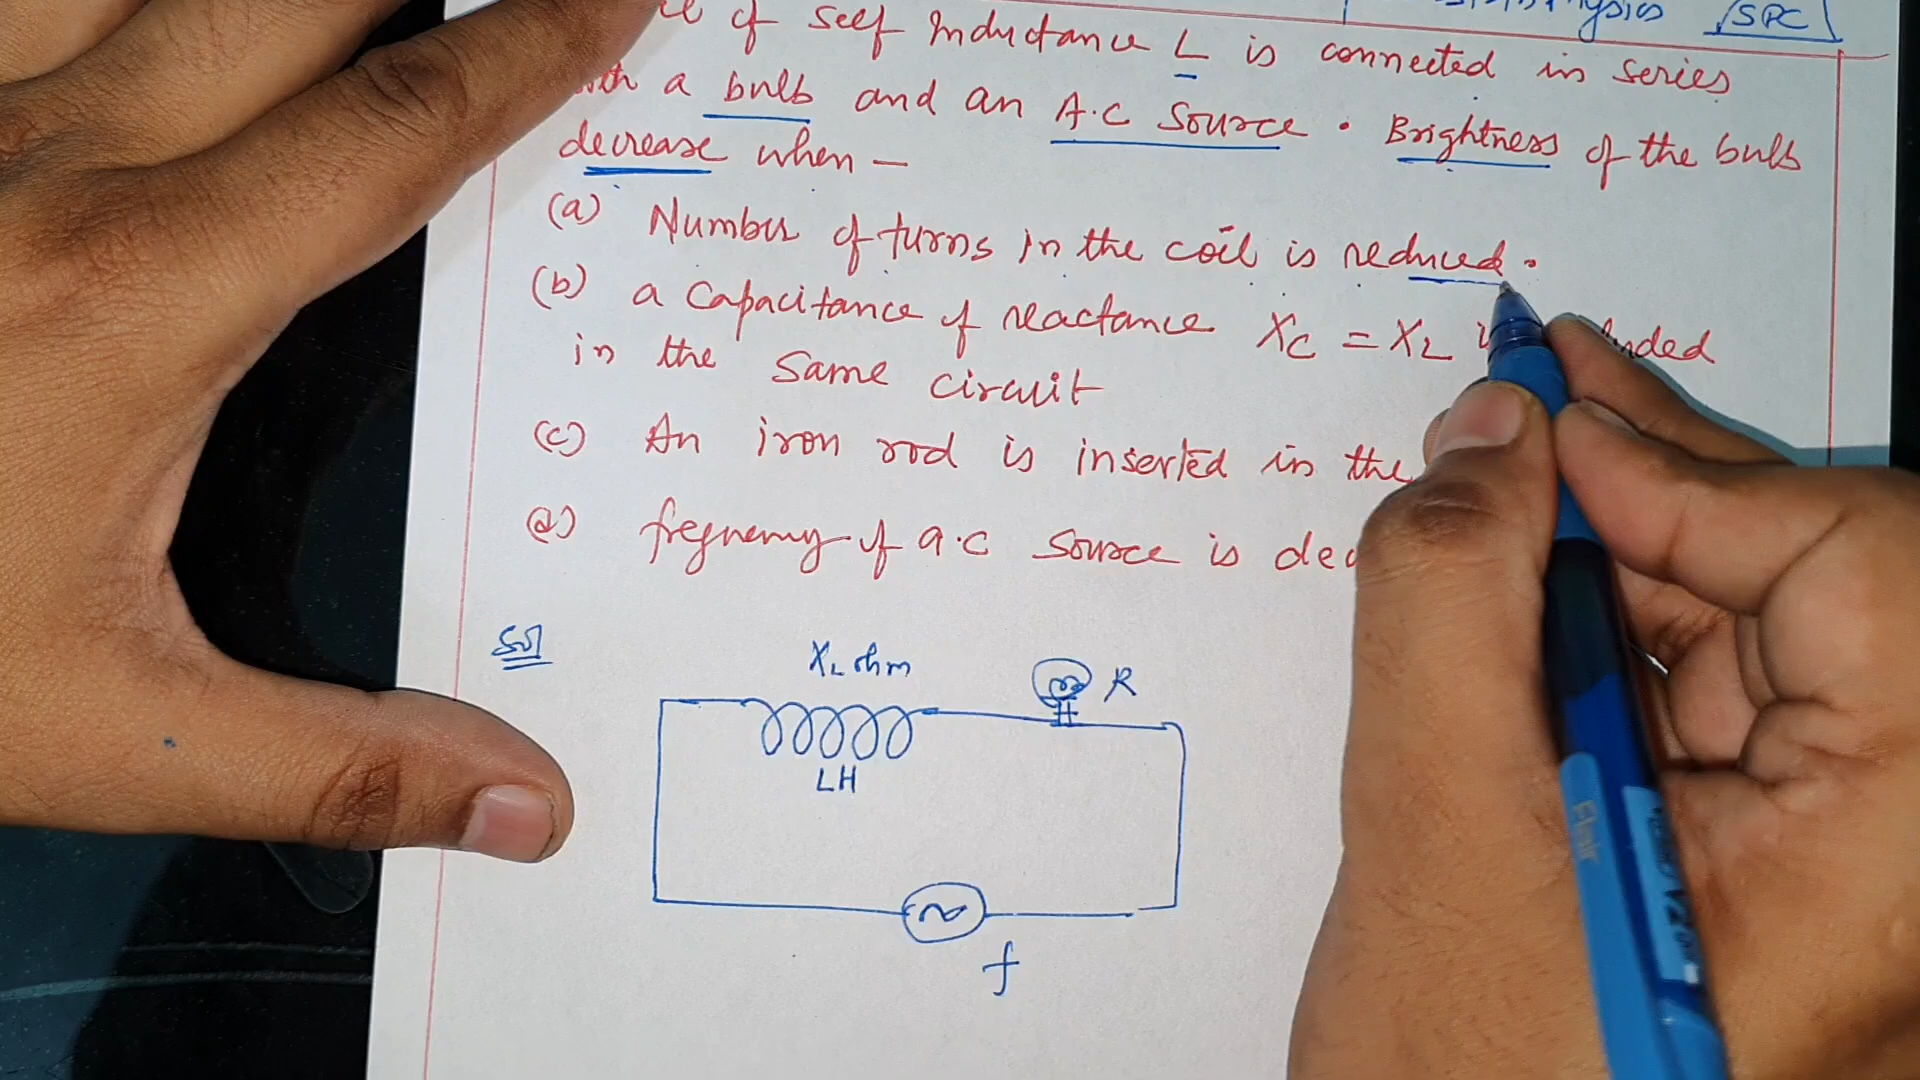 SPC
of self Inductance L is connected in series
a bulb and an A.C Source. Brightness of the bulb
decrease when —
(a) Number of turns in the coil is reduced.
(b) a Capacitance of reactance XC = XL
in the same circuit
(c) An iron rod is inserted in the
(d) frequency of a.c source is
Sol
XL ohm
R
LH
f
Elair